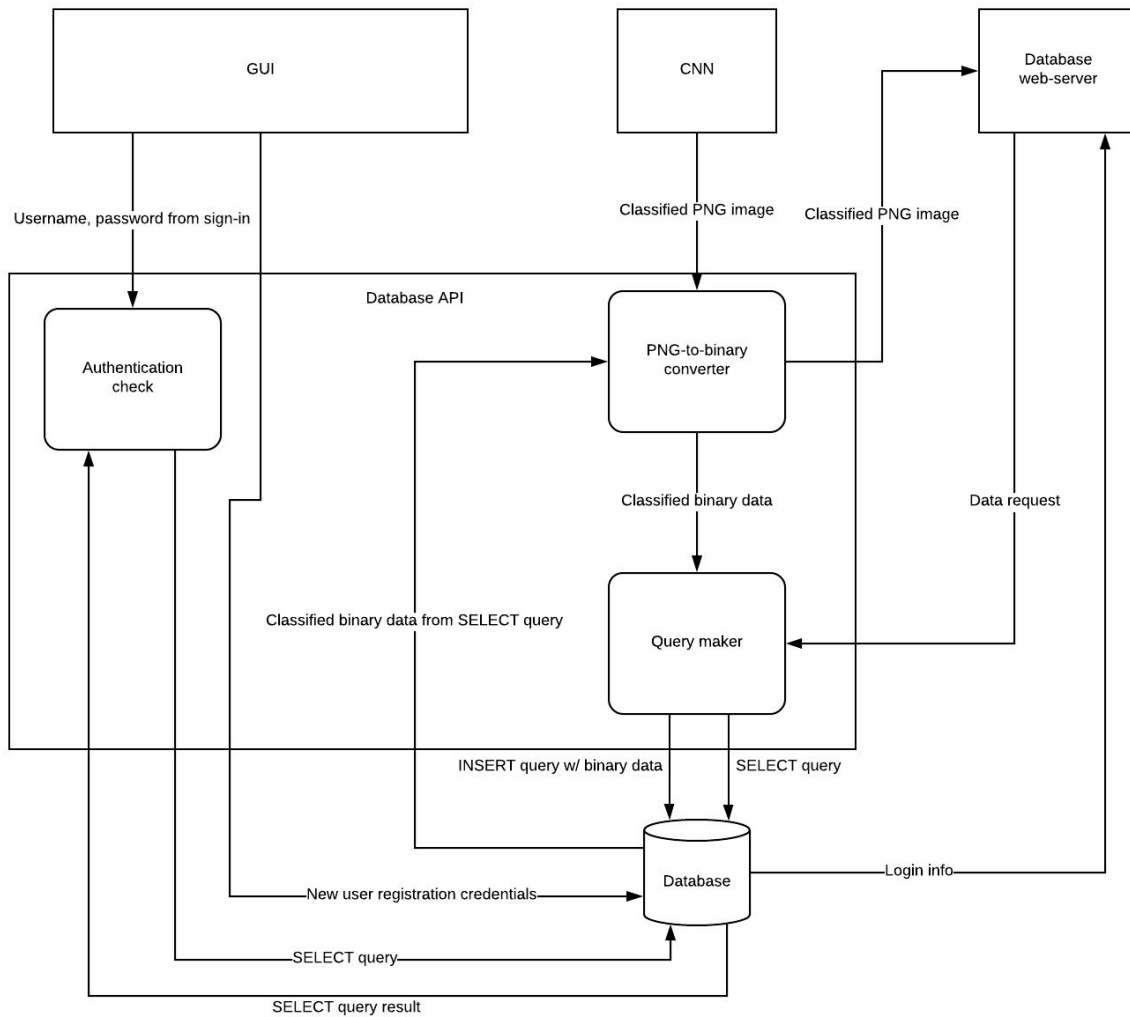 GUI
CNN
Database
web-server
Username, password from sign-in
Classified PNG image
Classified PNG image
Database API
Authentication
check
PNG-to-binary
converter
Classified binary data
Data request
Classified binary data from SELECT query
Query maker
INSERT query w/ binary data
SELECT query
Database
Login info
New user registration credentials
SELECT query
SELECT query result